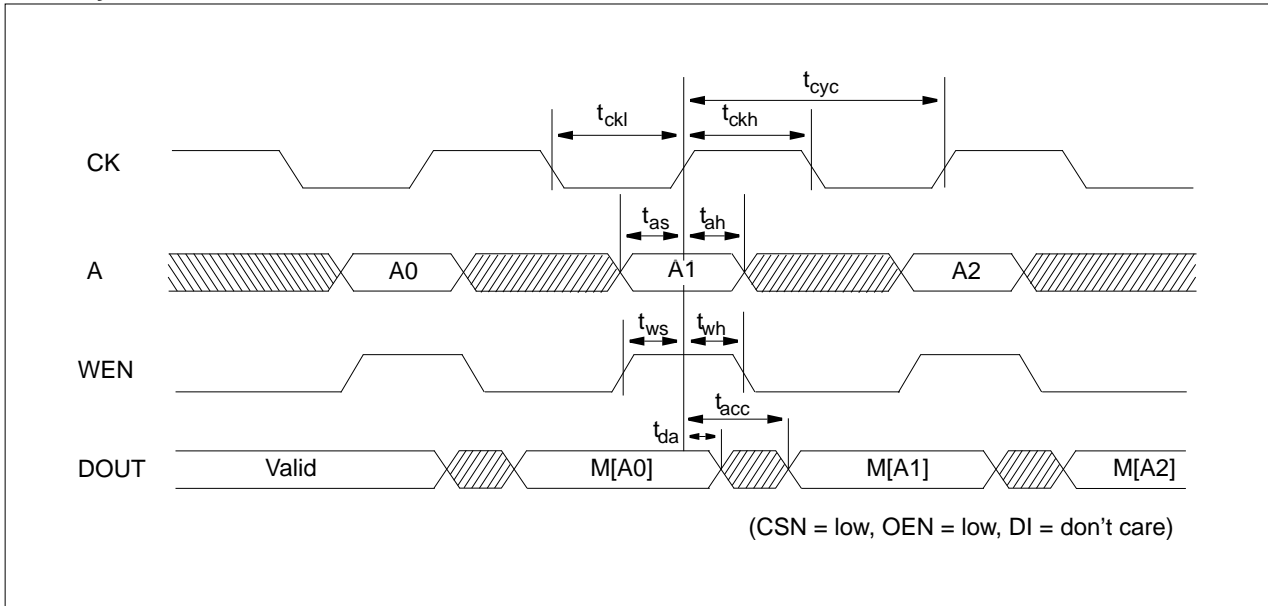 tcyc
tckl
tckh
CK
tas
tah
A
A0
A1
A2
tws
twh
WEN
tacc
tda
DOUT
Valid
M[A0]
M[A1]
M[A2]
(CSN = low, OEN = low, DI = don't care)